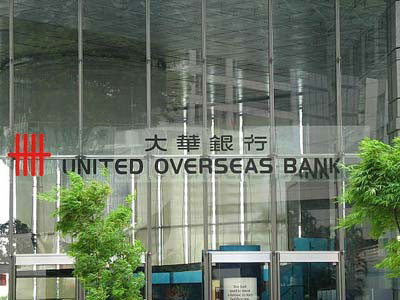 大華銀行
UNITED OVERSEAS BANK